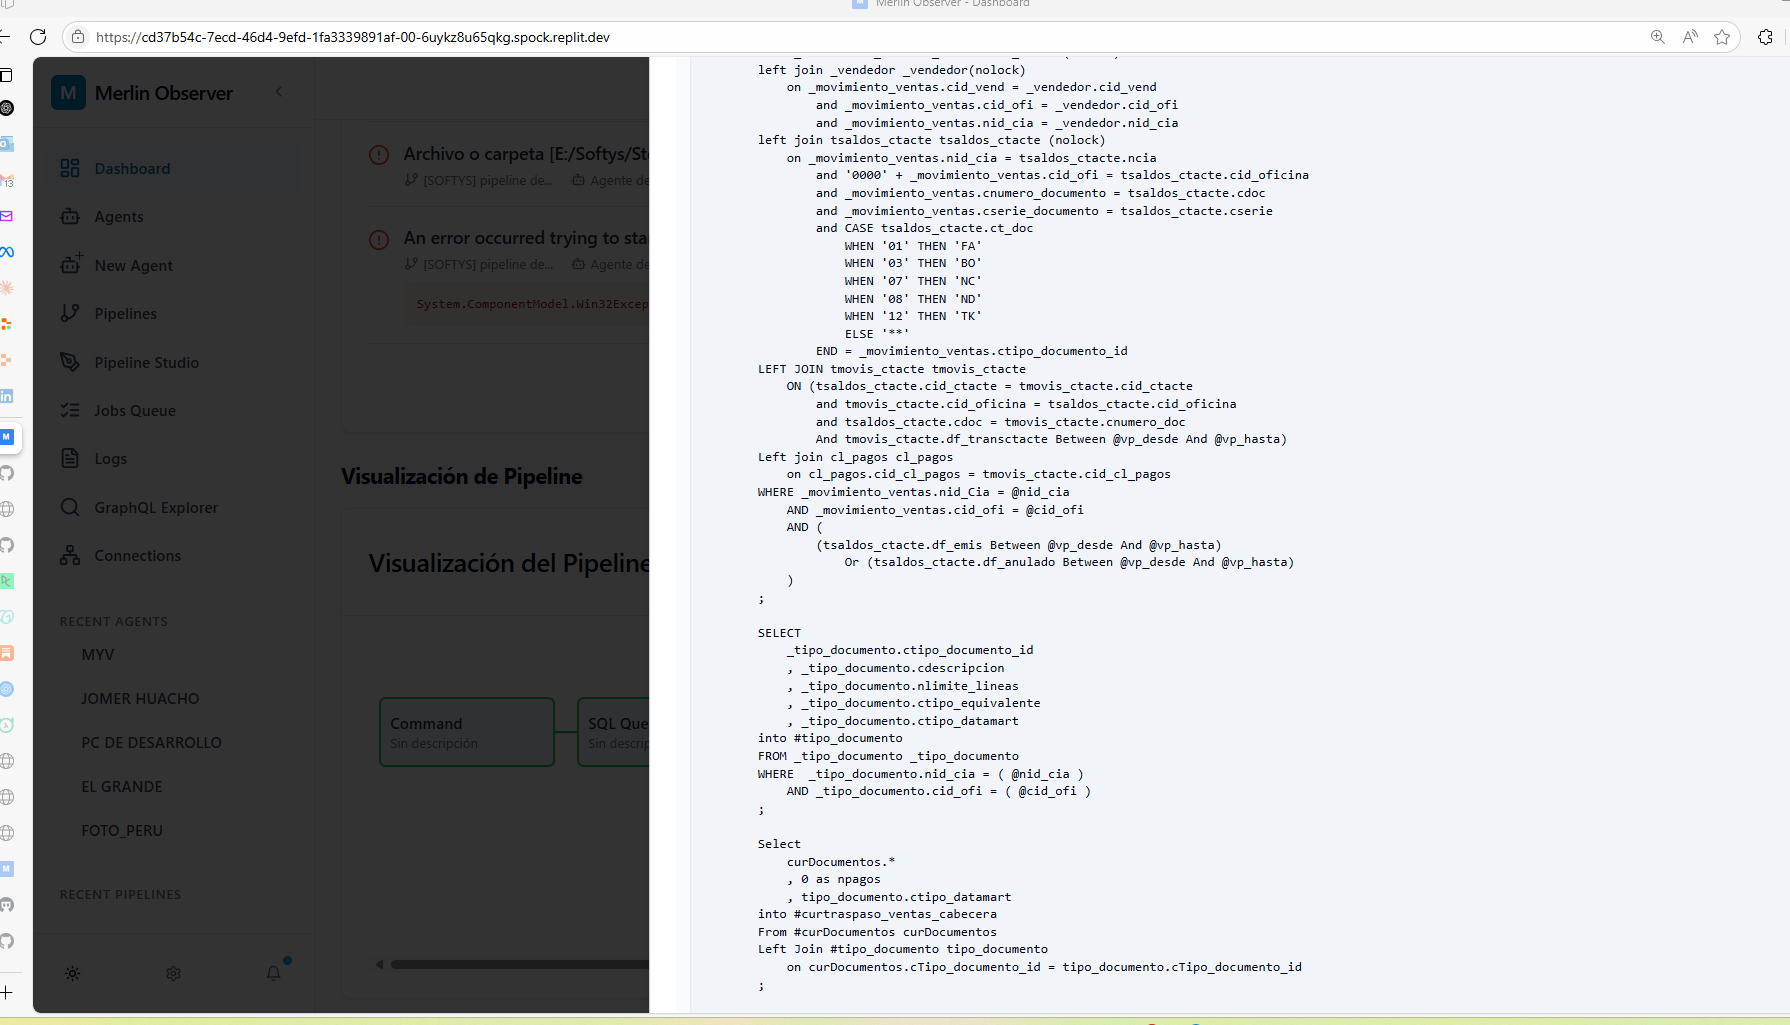 Merlin Observer - Dashboard
https://cd37b54c-7ecd-46d4-9efd-1fa3339891af-00-6uykz8u65qkg.spock.replit.dev
M
Merlin Observer
Dashboard
Agents
New Agent
Pipelines
Pipeline Studio
Jobs Queue
Logs
GraphQL Explorer
Connections
RECENT AGENTS
MYV
JOMER HUACHO
PC DE DESARROLLO
EL GRANDE
FOTO_PERU
RECENT PIPELINES
Archivo o carpeta [E:/Softys/Sto
[SOFTYS] pipeline de... Agente de
An error occurred trying to sta
[SOFTYS] pipeline de... Agente de
System.ComponentModel.Win32Excep
Visualización de Pipeline
Visualización del Pipeline
Command
Sin descripción
SQL Que
Sin descrip
left join _vendedor _vendedor(nolock)
on _movimiento_ventas.cid_vend = _vendedor.cid_vend
and _movimiento_ventas.cid_ofi = _vendedor.cid_ofi
and _movimiento_ventas.nid_cia = _vendedor.nid_cia
left join tsaldos_ctacte tsaldos_ctacte (nolock)
on _movimiento_ventas.nid_cia = tsaldos_ctacte.ncia
and '0000' + _movimiento_ventas.cid_ofi = tsaldos_ctacte.cid_oficina
and _movimiento_ventas.cnumero_documento = tsaldos_ctacte.cdoc
and _movimiento_ventas.cserie_documento = tsaldos_ctacte.cserie
and CASE tsaldos_ctacte.ct_doc
WHEN '01' THEN 'FA'
WHEN '03' THEN 'BO'
WHEN '07' THEN 'NC'
WHEN '08' THEN 'ND'
WHEN '12' THEN 'TK'
ELSE '**'
END = _movimiento_ventas.ctipo_documento_id
LEFT JOIN tmovis_ctacte tmovis_ctacte
ON (tsaldos_ctacte.cid_ctacte = tmovis_ctacte.cid_ctacte
and tmovis_ctacte.cid_oficina = tsaldos_ctacte.cid_oficina
and tsaldos_ctacte.cdoc = tmovis_ctacte.cnumero_doc
And tmovis_ctacte.df_transctacte Between @vp_desde And @vp_hasta)
Left join cl_pagos cl_pagos
on cl_pagos.cid_cl_pagos = tmovis_ctacte.cid_cl_pagos
WHERE _movimiento_ventas.nid_Cia = @nid_cia
AND _movimiento_ventas.cid_ofi = @cid_ofi
AND (
(tsaldos_ctacte.df_emis Between @vp_desde And @vp_hasta)
Or (tsaldos_ctacte.df_anulado Between @vp_desde And @vp_hasta)
)
;
SELECT
_tipo_documento.ctipo_documento_id
, _tipo_documento.cdescripcion
, _tipo_documento.nlimite_lineas
, _tipo_documento.ctipo_equivalente
, _tipo_documento.ctipo_datamart
into #tipo_documento
FROM _tipo_documento _tipo_documento
WHERE  _tipo_documento.nid_cia = ( @nid_cia )
AND _tipo_documento.cid_ofi = ( @cid_ofi )
;
Select
curDocumentos.*
, 0 as npagos
, tipo_documento.ctipo_datamart
into #curtraspaso_ventas_cabecera
From #curDocumentos curDocumentos
Left Join #tipo_documento tipo_documento
on curDocumentos.cTipo_documento_id = tipo_documento.cTipo_documento_id
;